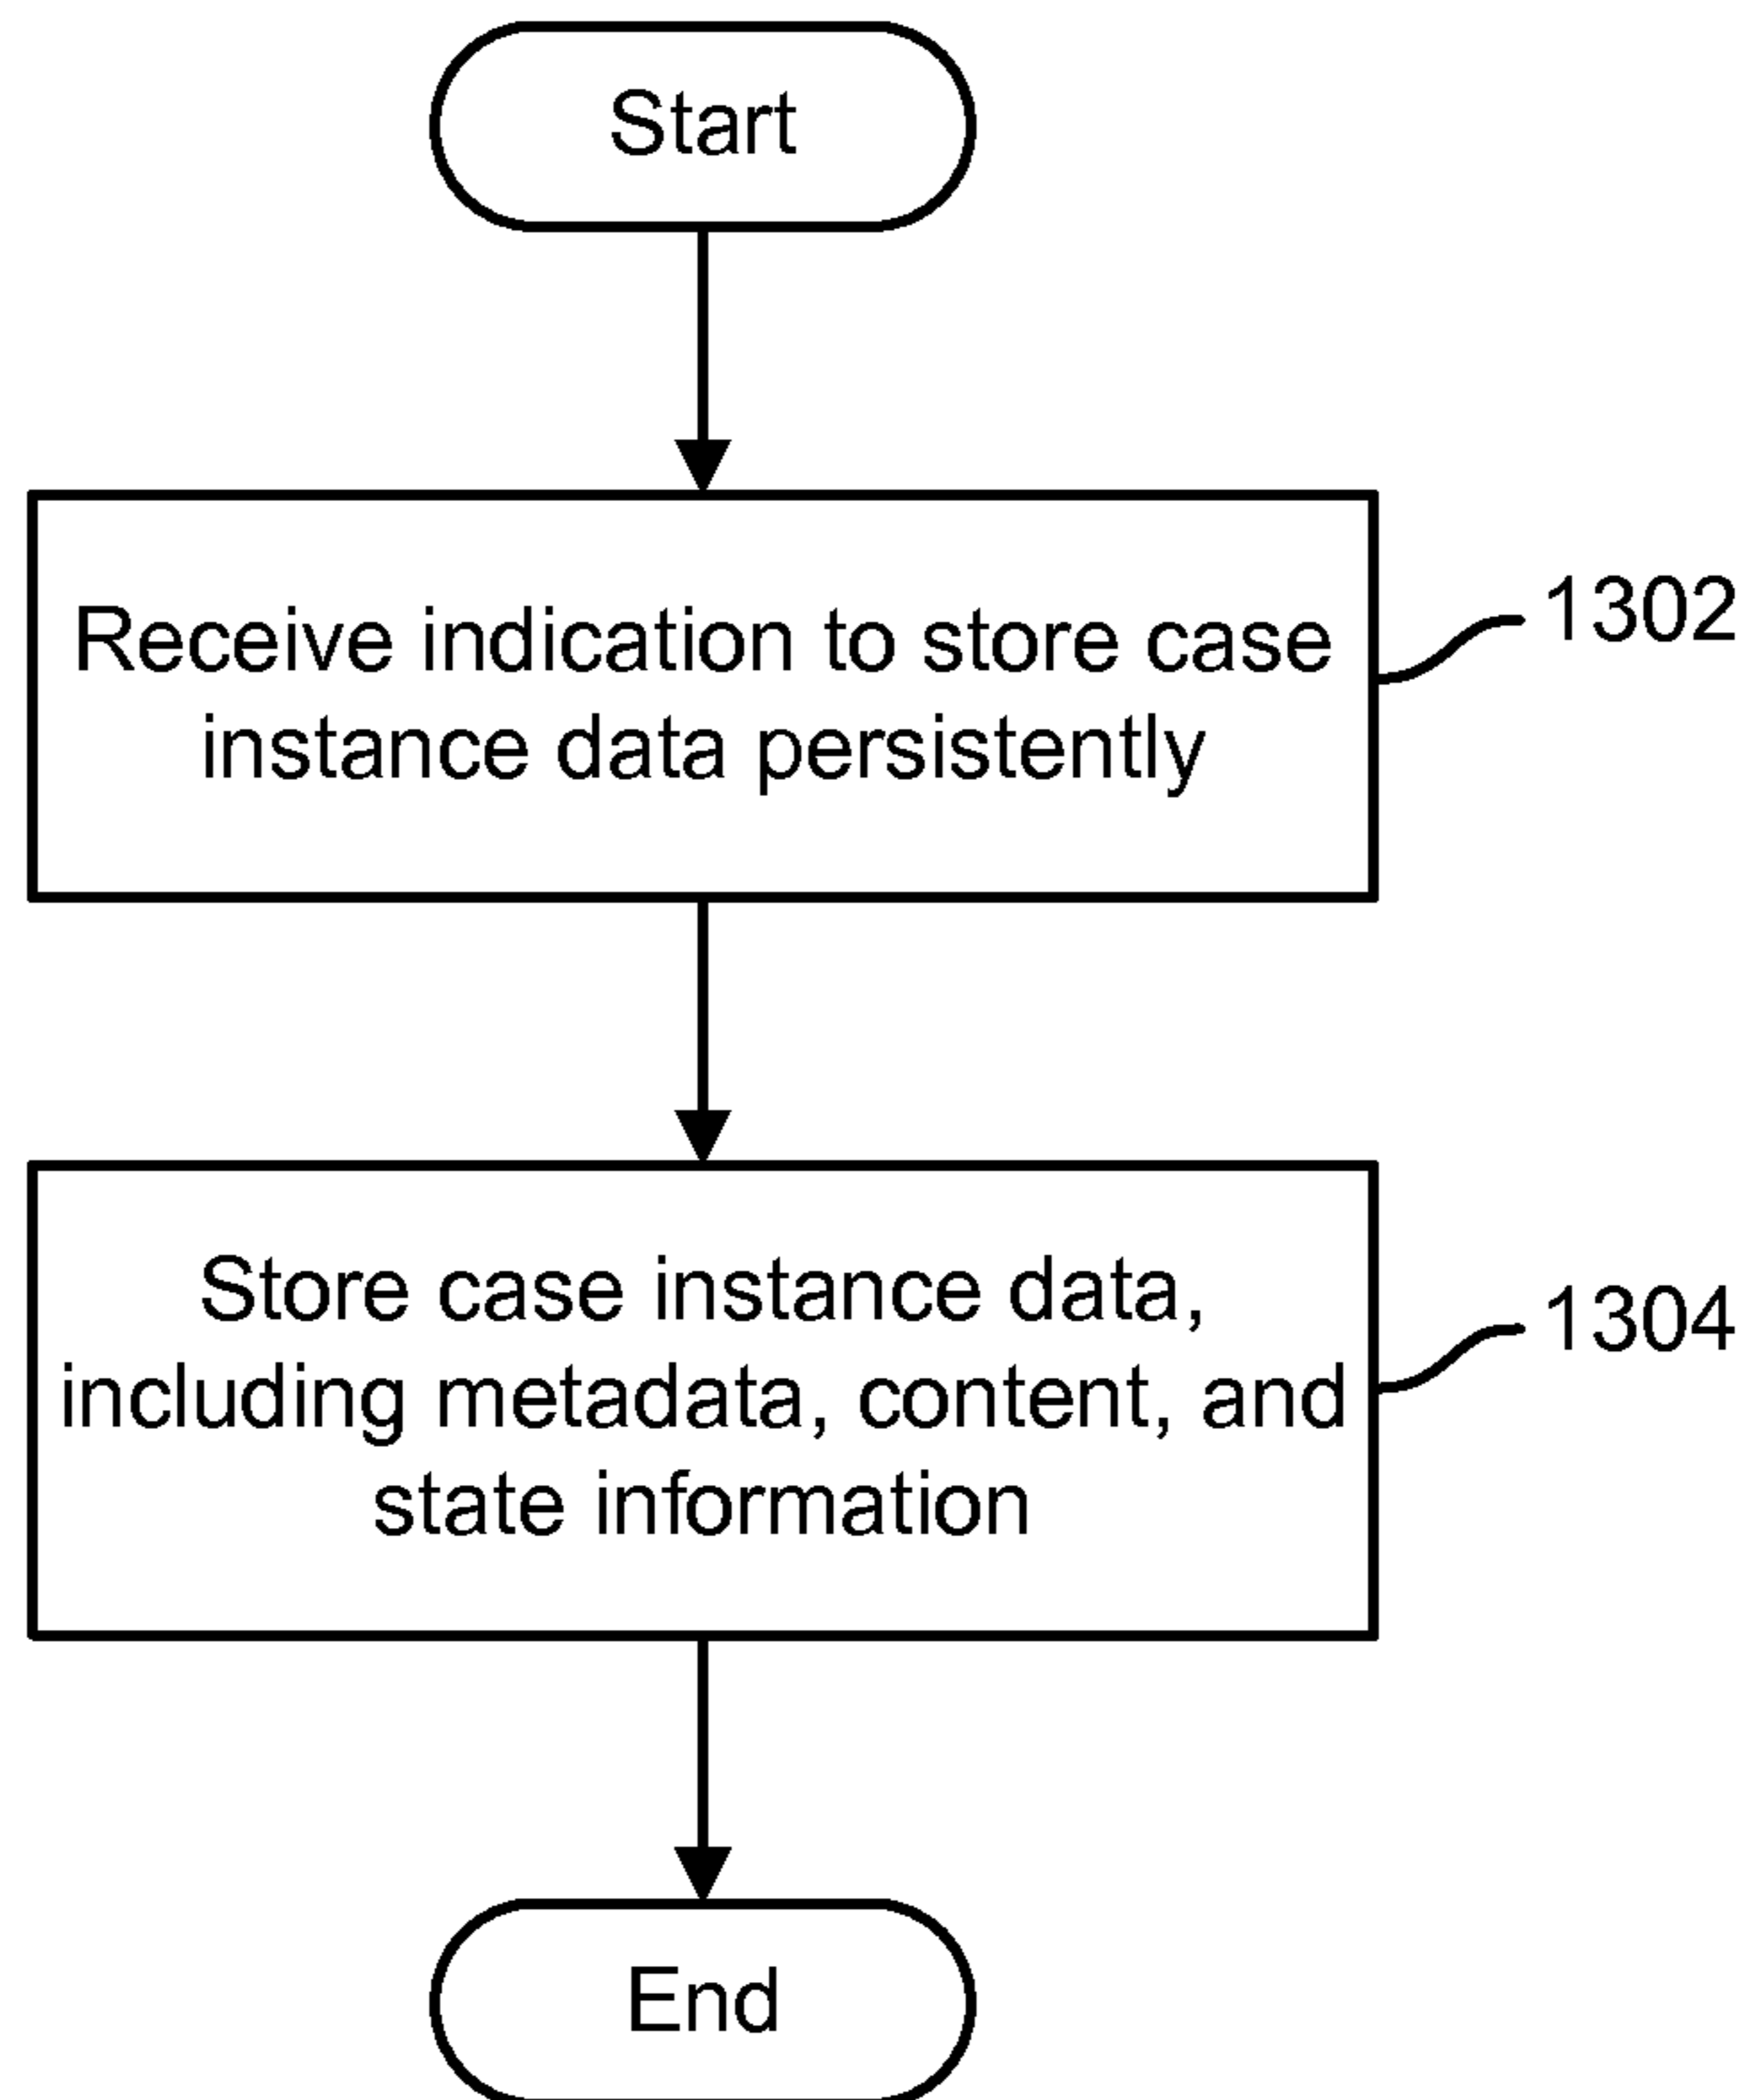 Start
Receive indication to store case
instance data persistently
1302
Store case instance data,
including metadata, content, and
state information
1304
End